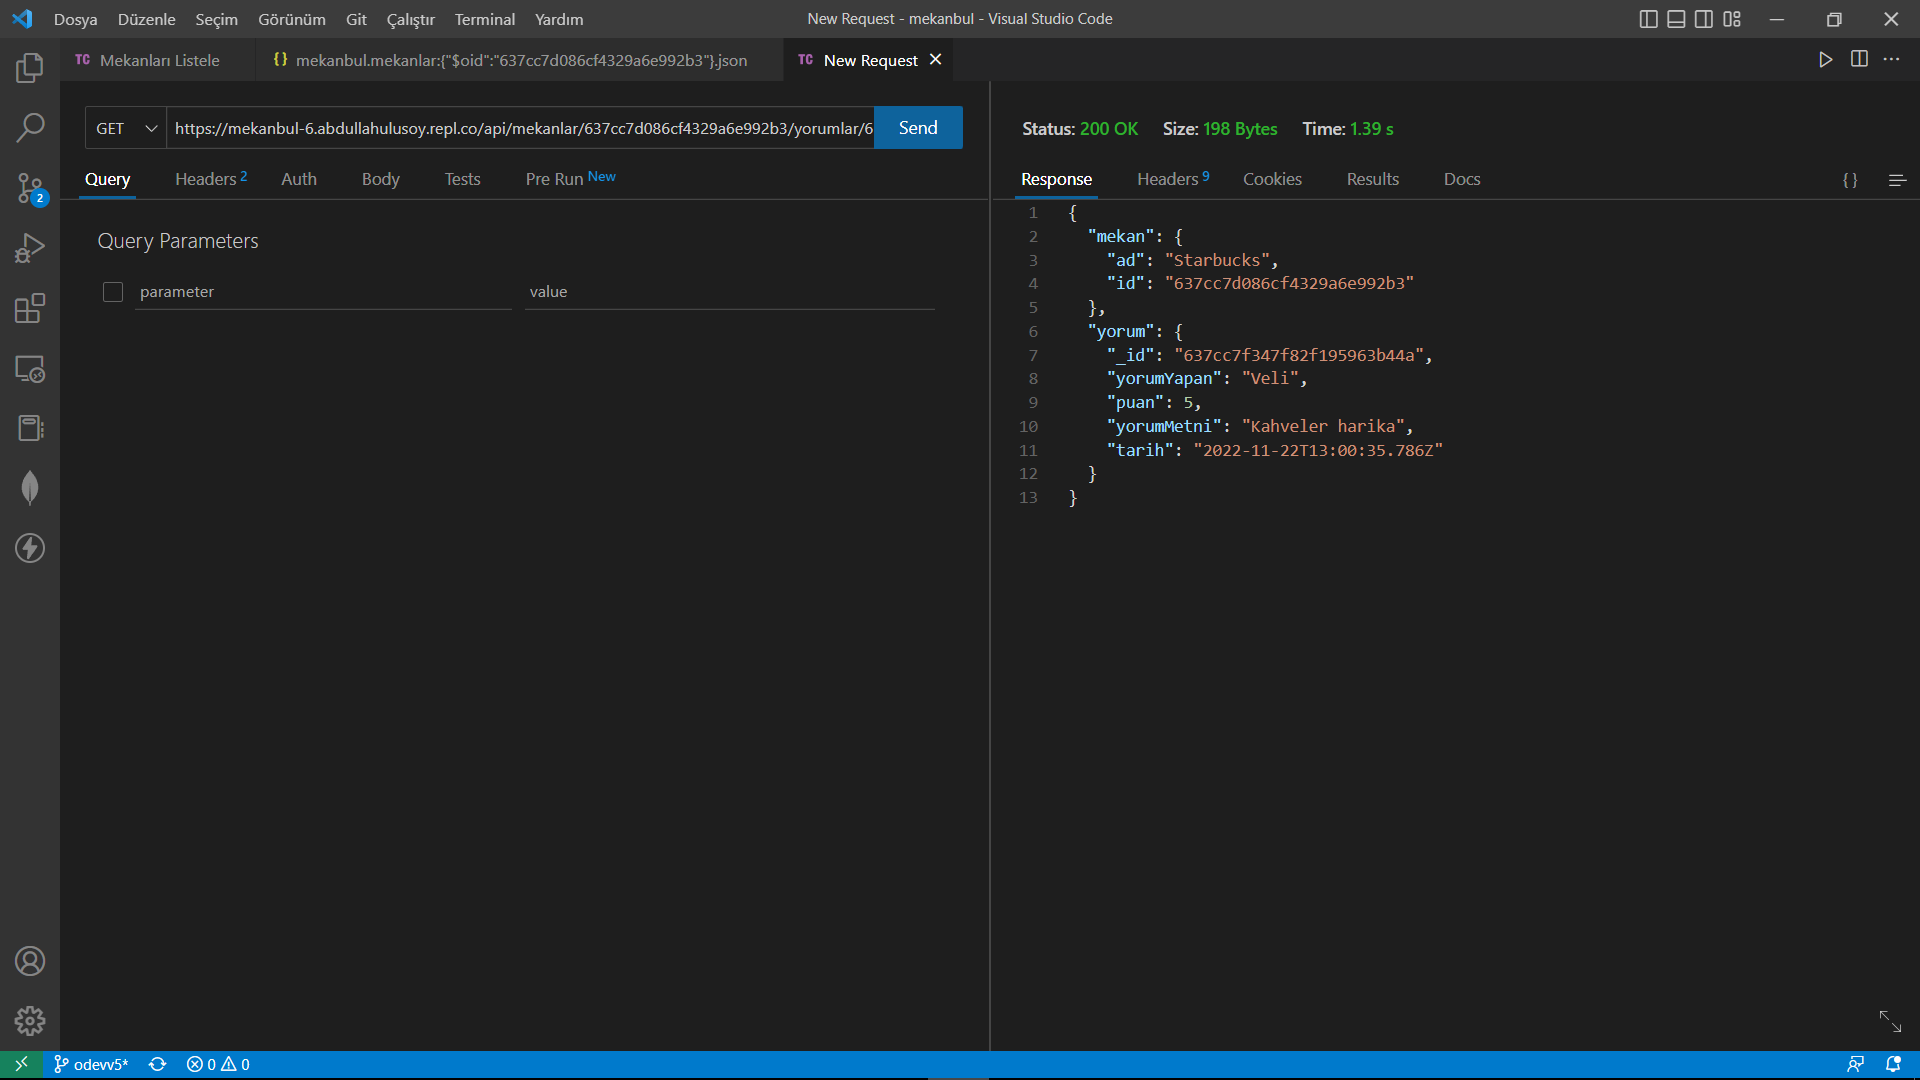 Dosya Düzenle Seçim Görünüm Git Çalıştır Terminal Yardım
New Request - mekanbul - Visual Studio Code
TC Mekanları Listele
{} mekanbul.mekanlar:{"$oid":"637cc7d086cf4329a6e992b3"}.json
TC New Request
GET
https://mekanbul-6.abdullahulusoy.repl.co/api/mekanlar/637cc7d086cf4329a6e992b3/yorumlar/6
Send
Status: 200 OK Size: 198 Bytes Time: 1.39 s
Query Headers 2 Auth Body Tests Pre Run New
Response Headers 9 Cookies Results Docs
{}
Query Parameters
parameter value
1 {
2 "mekan": {
3 "ad": "Starbucks",
4 "id": "637cc7d086cf4329a6e992b3"
5 },
6 "yorum": {
7 "_id": "637cc7f347f82f195963b44a",
8 "yorumYapan": "Veli",
9 "puan": 5,
10 "yorumMetni": "Kahveler harika",
11 "tarih": "2022-11-22T13:00:35.786Z"
12 }
13 }
2
odevv5* 0 0